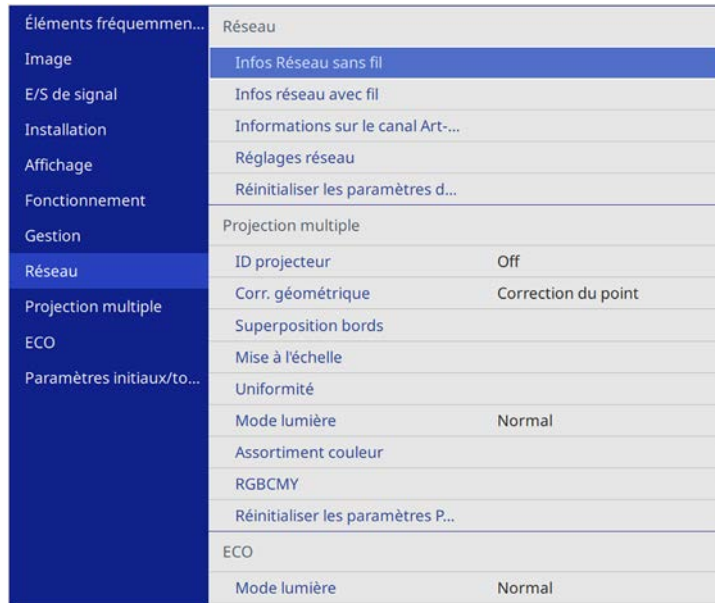 Éléments fréquemmen...
Image
E/S de signal
Installation
Affichage
Fonctionnement
Gestion
Réseau
Projection multiple
ECO
Paramètres initiaux/to...
Réseau
Infos Réseau sans fil
Infos réseau avec fil
Informations sur le canal Art-...
Réglages réseau
Réinitialiser les paramètres d...
Projection multiple
ID projecteur Off
Corr. géométrique Correction du point
Superposition bords
Mise à l'échelle
Uniformité
Mode lumière Normal
Assortiment couleur
RGBCMY
Réinitialiser les paramètres P...
ECO
Mode lumière Normal